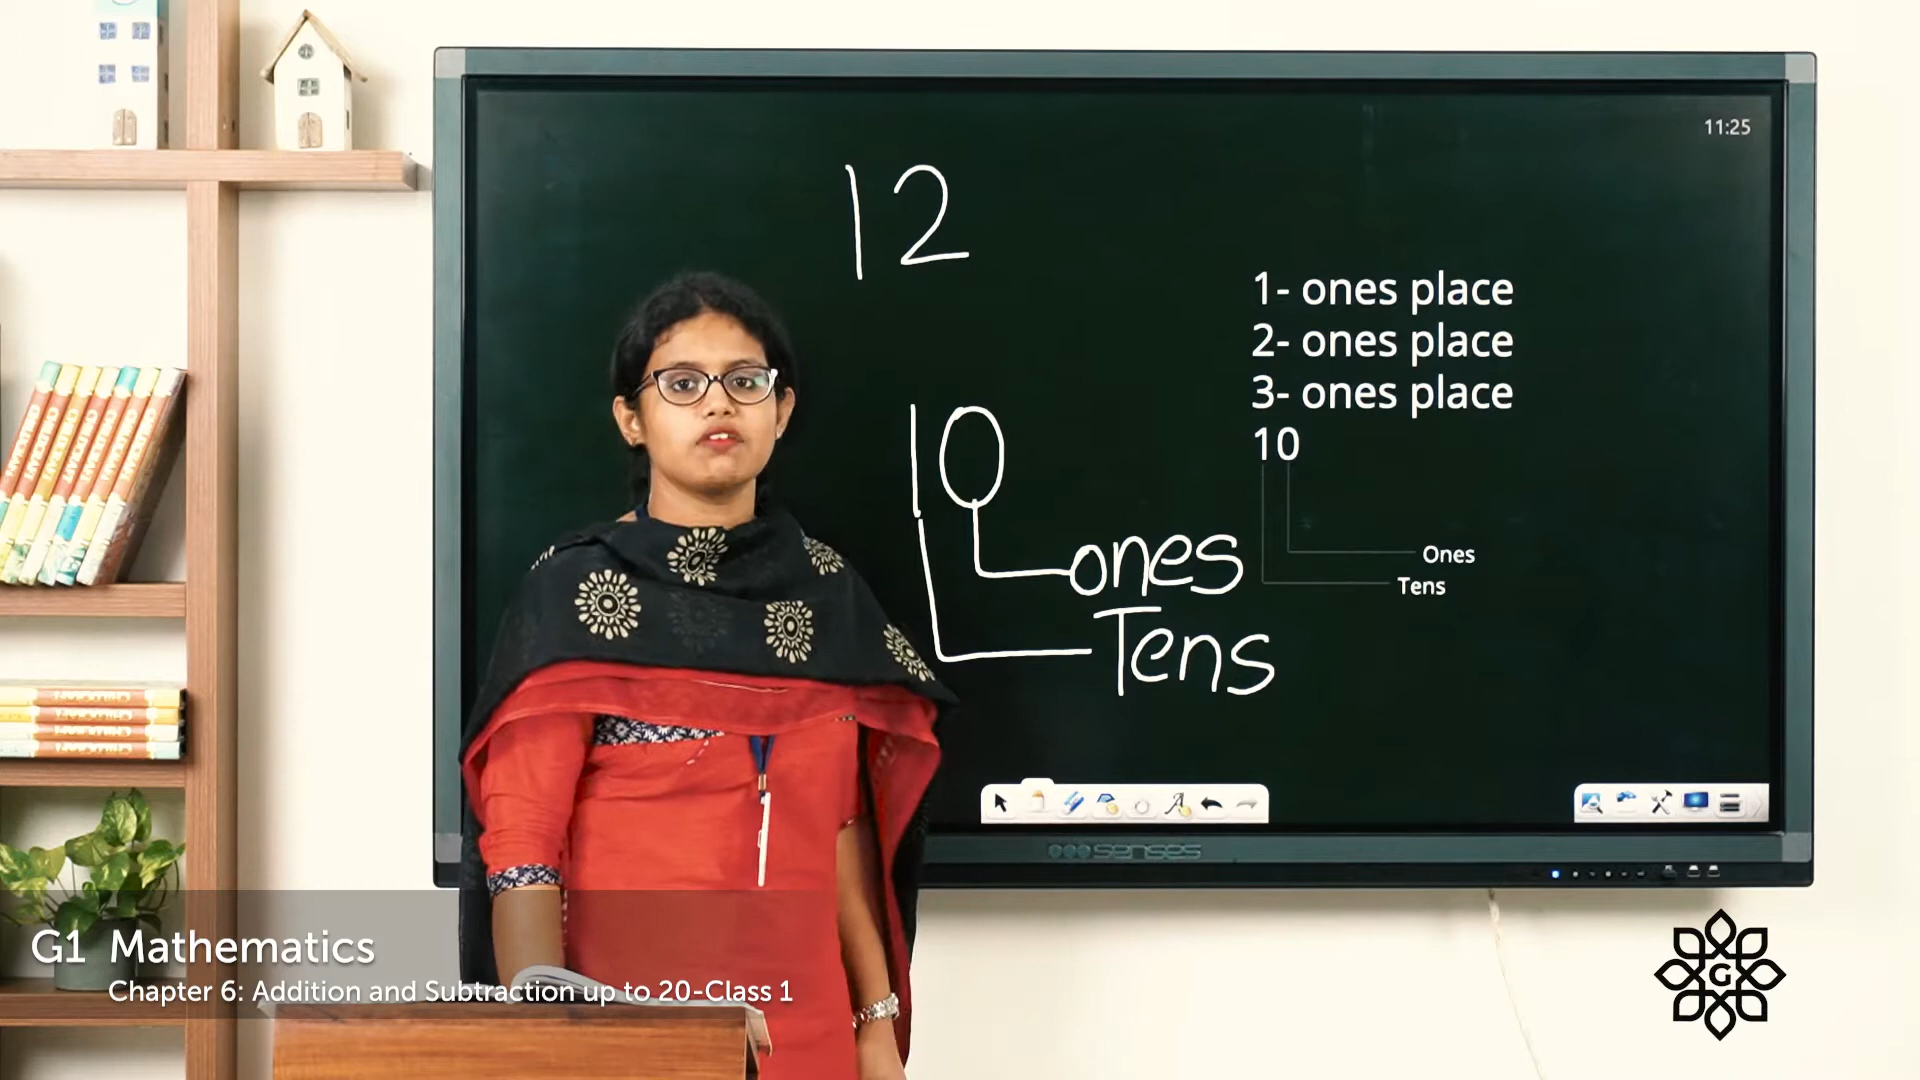 11:25
12
1- ones place
2- ones place
3- ones place
10
Ones
Tens
10
ones
Tens
senses
G1 Mathematics
Chapter 6: Addition and Subtraction up to 20-Class 1
G